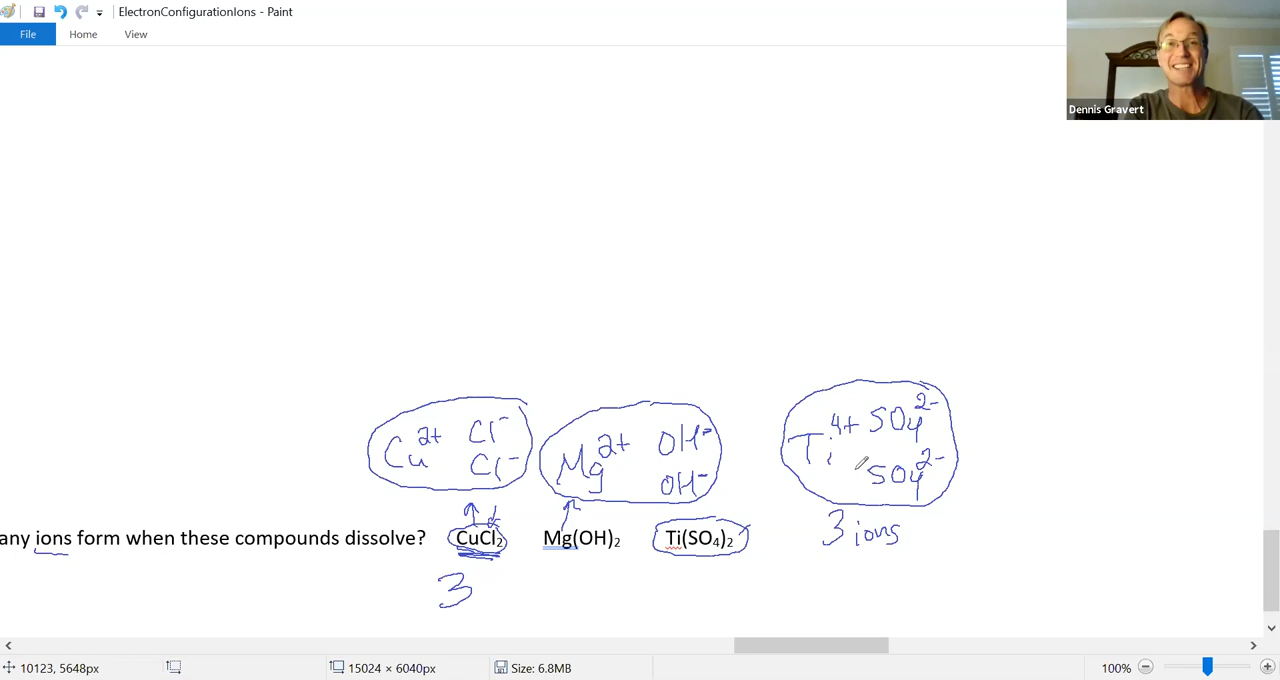 ElectronConfigurationIons - Paint
File Home View
Dennis Gravert
Cu2+ Cl-
Cl-
Mg2+ OH-
OH-
Ti4+ SO42-
SO42-
any ions form when these compounds dissolve? CuCl2 Mg(OH)2 Ti(SO4)2
3 ions
3
10123, 5648px 15024 × 6040px Size: 6.8MB 100%